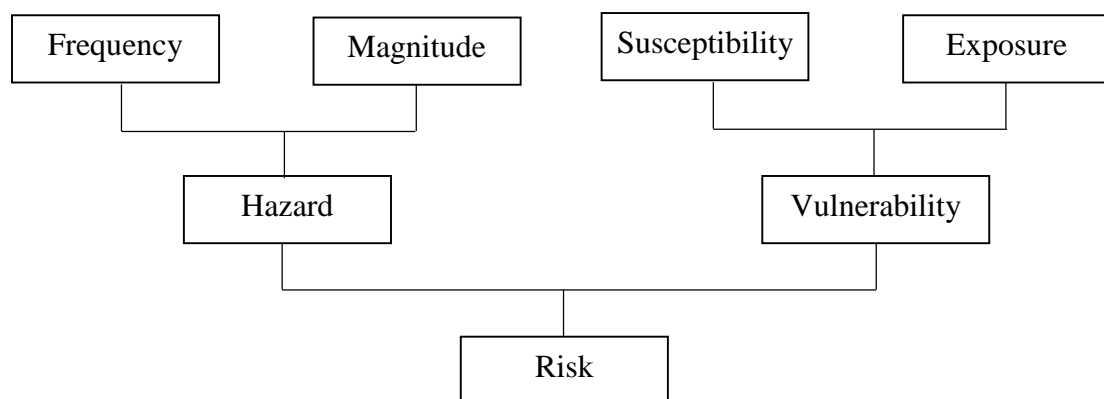 Frequency
Magnitude
Susceptibility
Exposure
Hazard
Vulnerability
Risk